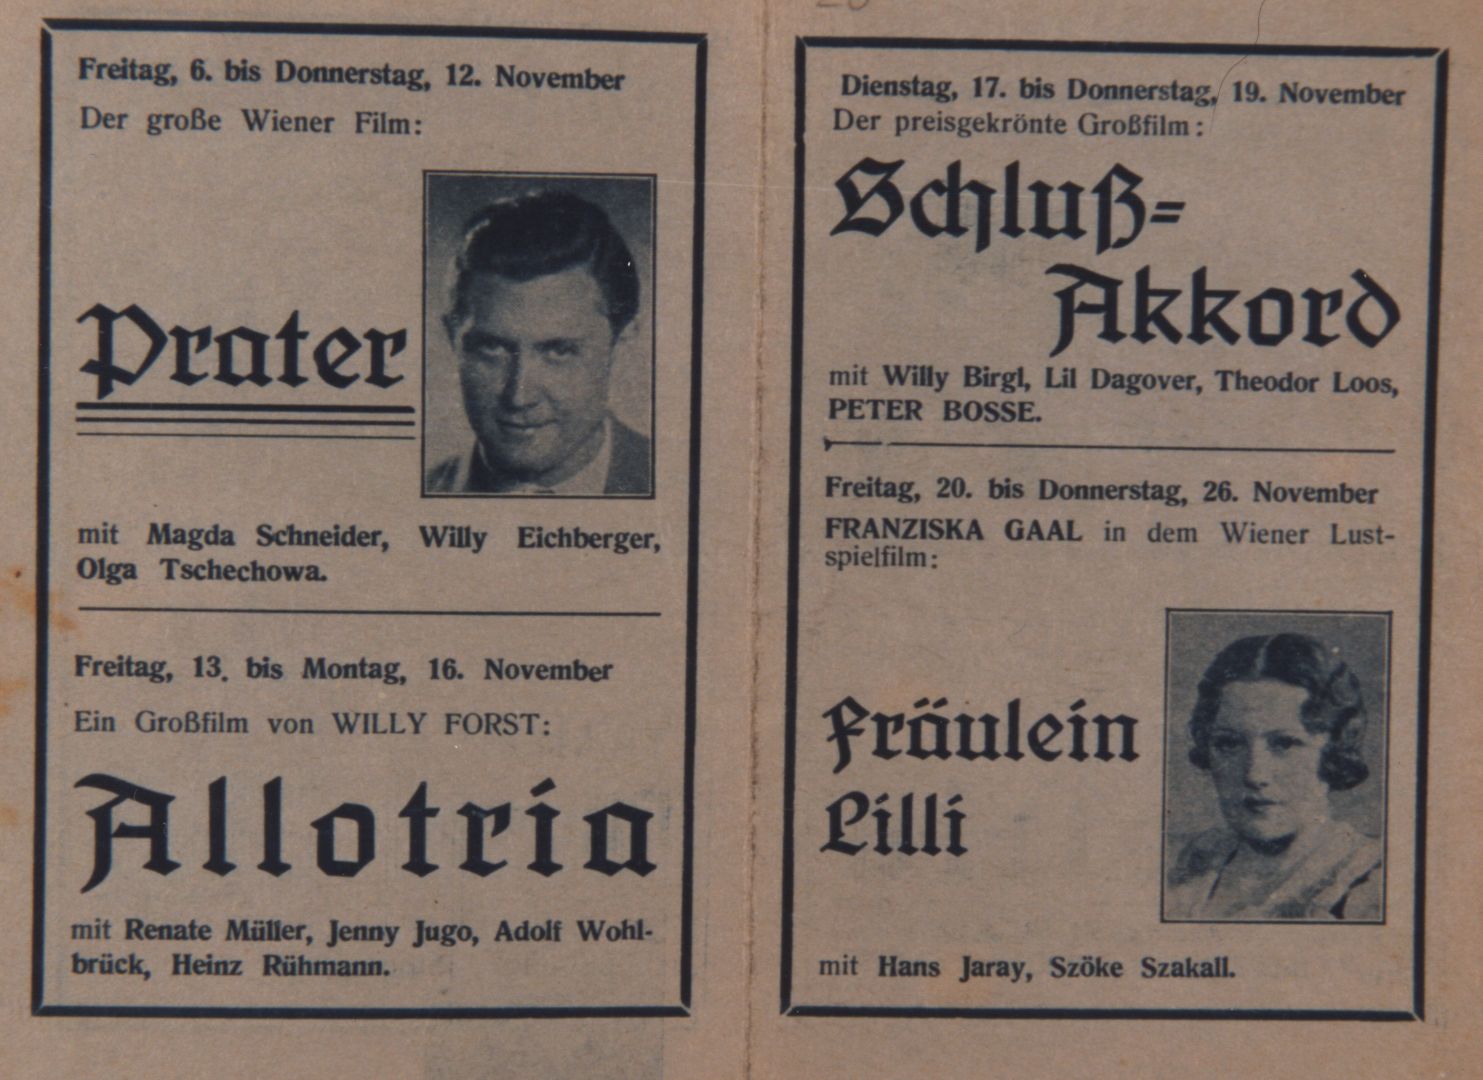 Freitag, 6. bis Donnerstag, 12. November
Der große Wiener Film:
Prater
mit Magda Schneider, Willy Eichberger,
Olga Tschechowa.
Freitag, 13. bis Montag, 16. November
Ein Großfilm von WILLY FORST:
Allotria
mit Renate Müller, Jenny Jugo, Adolf Wohl-
brück, Heinz Rühmann.
Dienstag, 17. bis Donnerstag, 19. November
Der preisgekrönte Großfilm:
Schluß=
Akkord
mit Willy Birgl, Lil Dagover, Theodor Loos,
PETER BOSSE.
Freitag, 20. bis Donnerstag, 26. November
FRANZISKA GAAL in dem Wiener Lust-
spielfilm:
Fräulein
Lilli
mit Hans Jaray, Szöke Szakall.